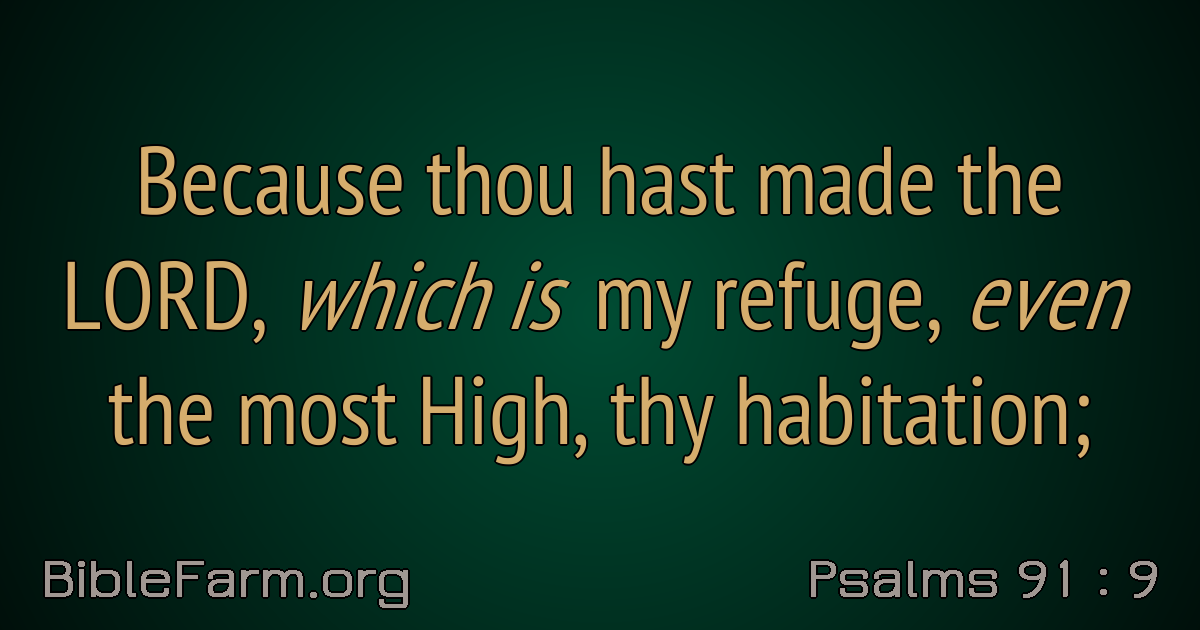 Because thou hast made the
LORD, which is my refuge, even
the most High, thy habitation;
BibleFarm.org
Psalms 91 : 9